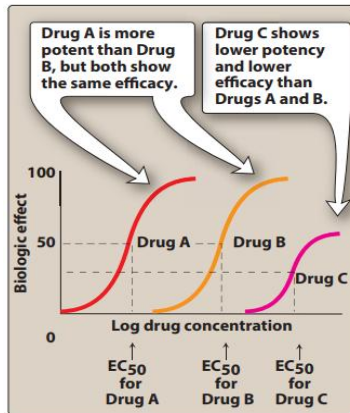 Drug A is more
potent than Drug
B, but both show
the same efficacy.
Drug C shows
lower potency
and lower
efficacy than
Drugs A and B.
100
50
0
Biologic effect
Drug A
Drug B
Drug C
Log drug concentration
EC50
for
Drug A
EC50
for
Drug B
EC50
for
Drug C